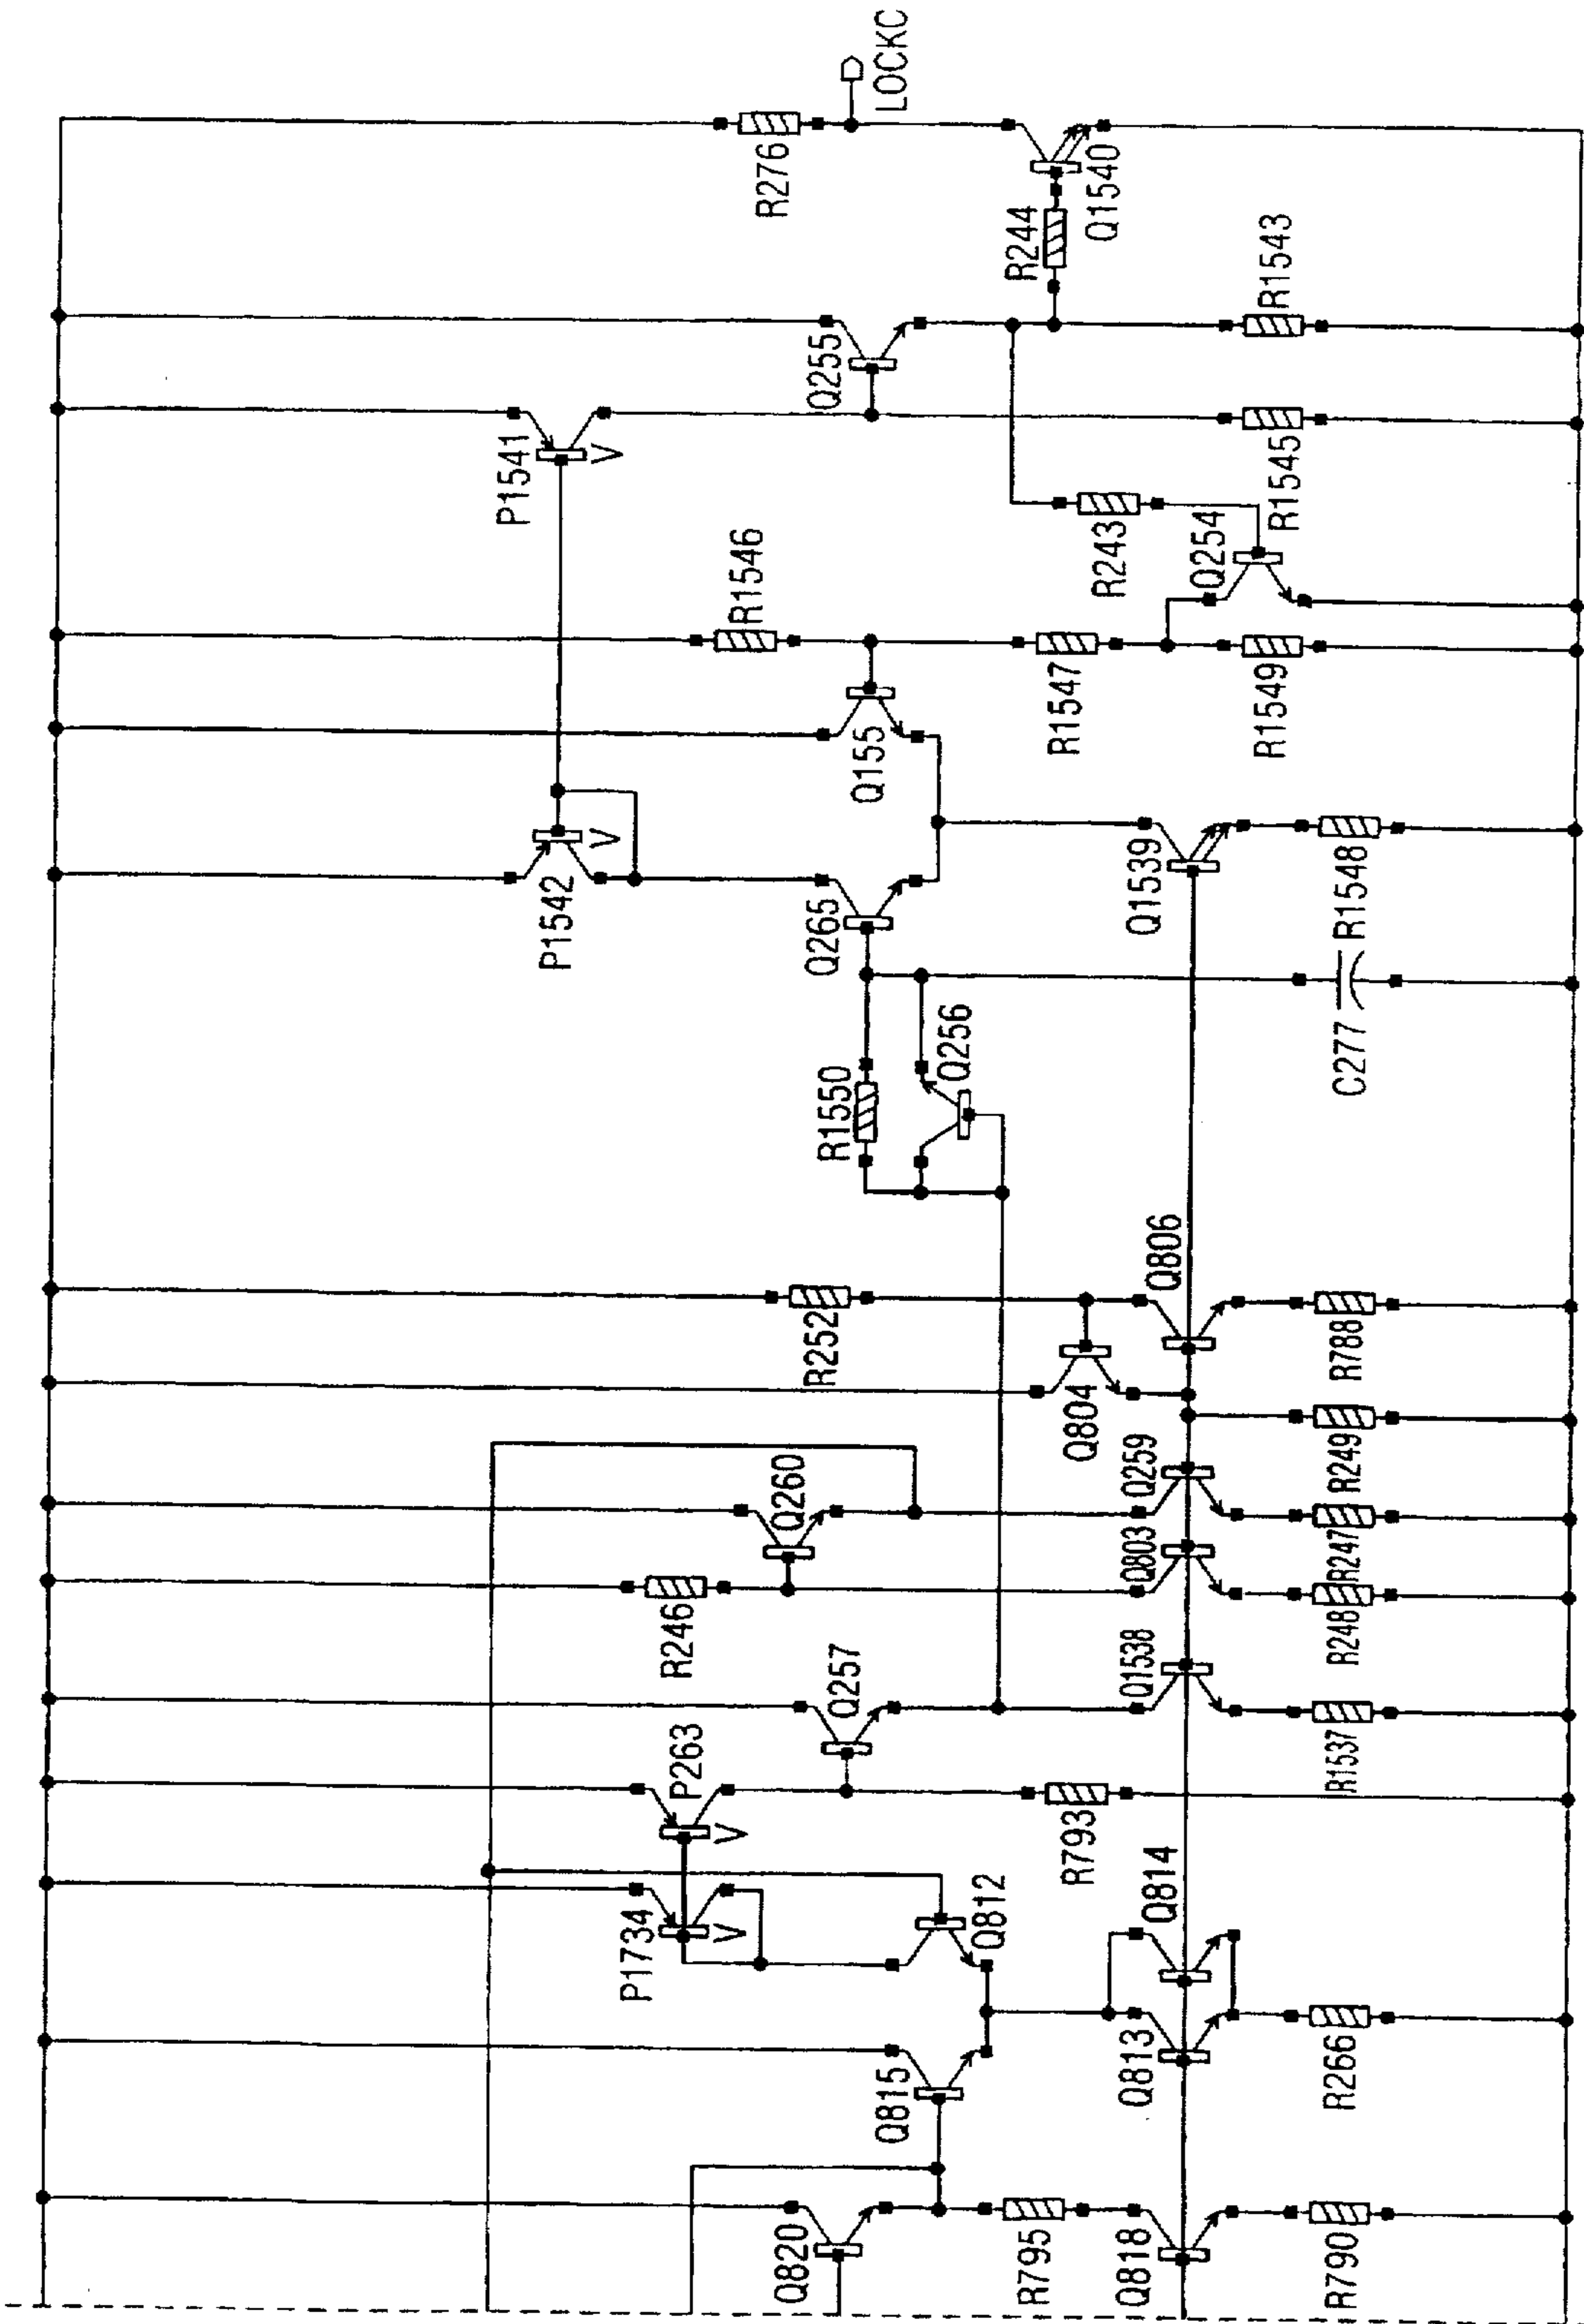 LOCKC
R276
Q1540
R244
R1543
Q255
P1541
R1545
R243
Q254
R1546
R1547
R1549
Q155
P1542
V
V
Q265
Q1539
R1548
C277
Q256
R1550
Q806
R252
R788
Q804
R249
Q259
Q260
R247
Q803
R246
R248
Q1538
Q257
R1537
P263
V
R793
Q814
Q812
P1734
V
Q813
R266
Q815
Q820
R795
Q818
R790